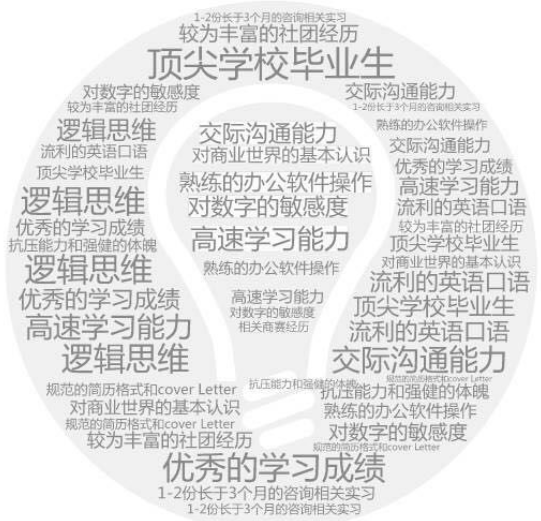 1-2份长于3个月的咨询相关实习
较为丰富的社团经历
顶尖学校毕业生
对数字的敏感度
交际沟通能力
较为丰富的社团经历
1-2份长于3个月的咨询相关实习
逻辑思维
交际沟通能力
熟练的办公软件操作
流利的英语口语
对商业世界的基本认识
交际沟通能力
顶尖学校毕业生
熟练的办公软件操作
优秀的学习成绩
高速学习能力
逻辑思维
对数字的敏感度
流利的英语口语
优秀的学习成绩
较为丰富的社团经历
抗压能力和强健的体魄
高速学习能力
顶尖学校毕业生
逻辑思维
熟练的办公软件操作
对商业世界的基本认识
流利的英语口语
优秀的学习成绩
高速学习能力
顶尖学校毕业生
高速学习能力
对数字的敏感度
流利的英语口语
相关商赛经历
逻辑思维
交际沟通能力
规范的简历格式和cover Letter
抗压能力和强健的体魄
规范的简历格式和cover Letter
抗压能力和强健的体魄
对商业世界的基本认识
熟练的办公软件操作
规范的简历格式和cover Letter
较为丰富的社团经历
对数字的敏感度
规范的简历格式和cover Letter
优秀的学习成绩
1-2份长于3个月的咨询相关实习
1-2份长于3个月的咨询相关实习